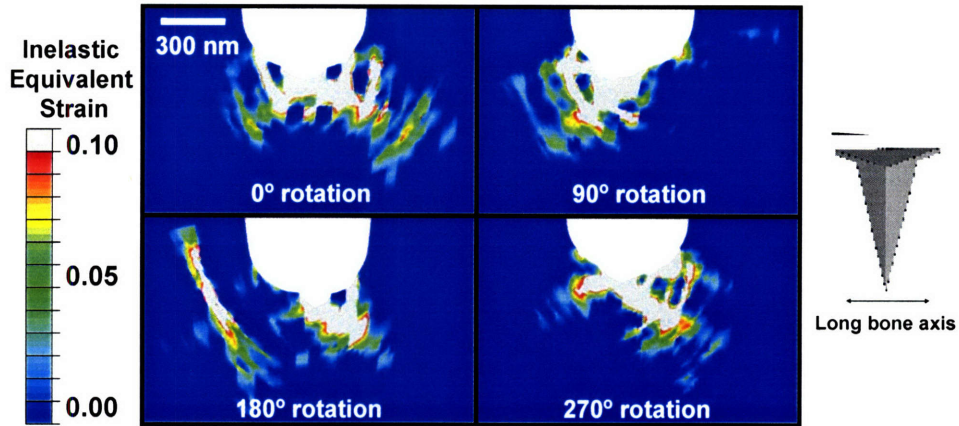 Inelastic
Equivalent
Strain
0.10
0.05
0.00
300 nm
0° rotation
90° rotation
180° rotation
270° rotation
Long bone axis